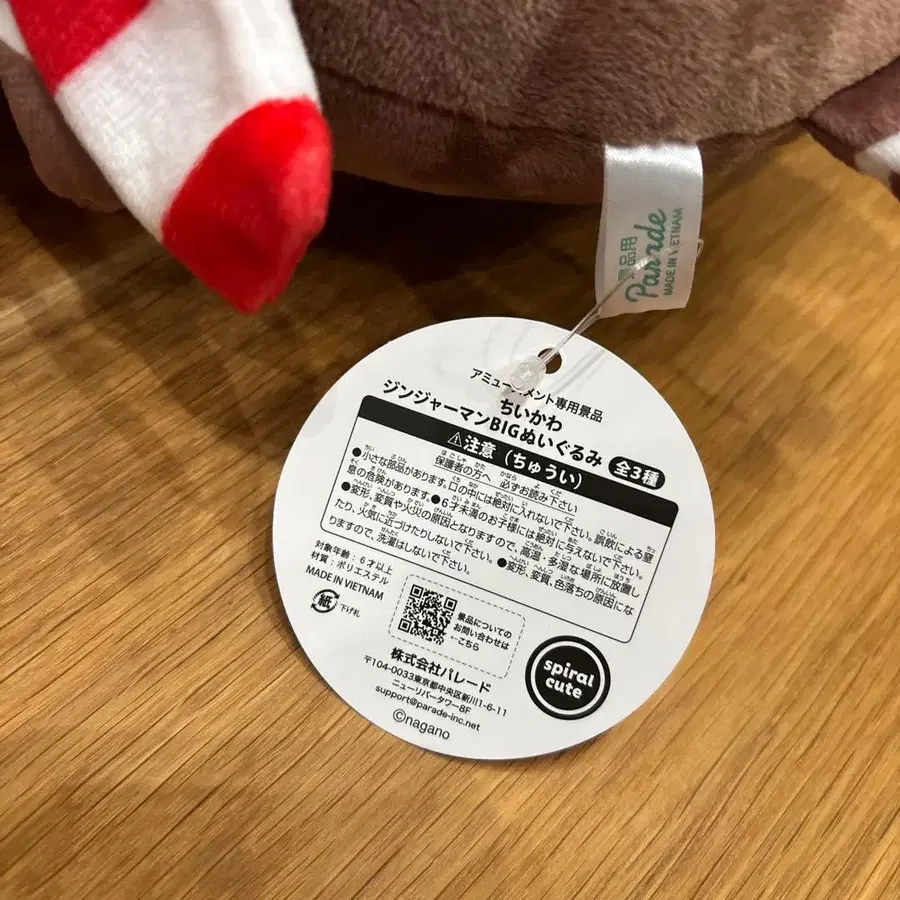 景品用
Parade
MADE IN VIETNAM
アミューズメント専用景品
ちいかわ
ジンジャーマンBIGぬいぐるみ 全3種
⚠注意（ちゅうい）
保護者の方へ 必ずお読み下さい
●小さな部品があります。口の中には絶対に入れないで下さい。誤飲による窒
息の危険があります●6才未満のお子様には絶対に与えないで下さい。
●変形、変質や火災の原因となりますので、高温・多湿な場所に放置し
たり、火気に近づけたりしないで下さい。●変形、変質、色落ちの原因にな
りますので、洗濯はしないで下さい。
対象年齢：6才以上
材質：ポリエステル
MADE IN VIETNAM
紙 下げ札
景品についての
お問い合わせは
←こちら
株式会社パレード
〒104-0033東京都中央区新川1-6-11
ニューリバータワー8F
support@parade-inc.net
©nagano
spiral
cute